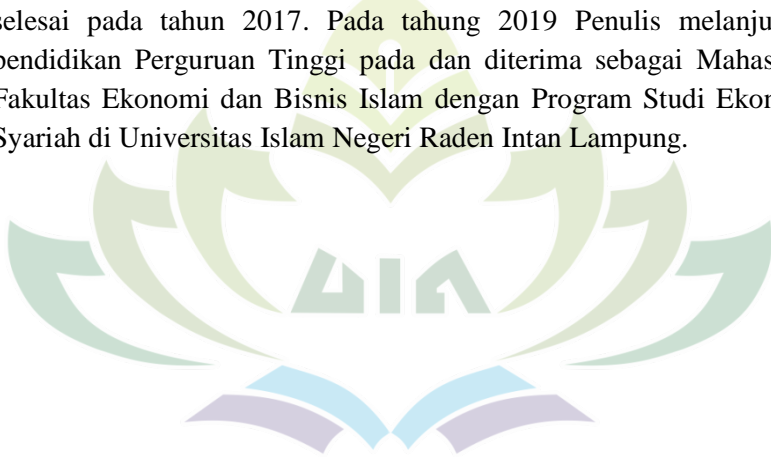 selesai pada tahun 2017. Pada tahung 2019 Penulis melanju
pendidikan Perguruan Tinggi pada dan diterima sebagai Mahas
Fakultas Ekonomi dan Bisnis Islam dengan Program Studi Ekon
Syariah di Universitas Islam Negeri Raden Intan Lampung.
UIN